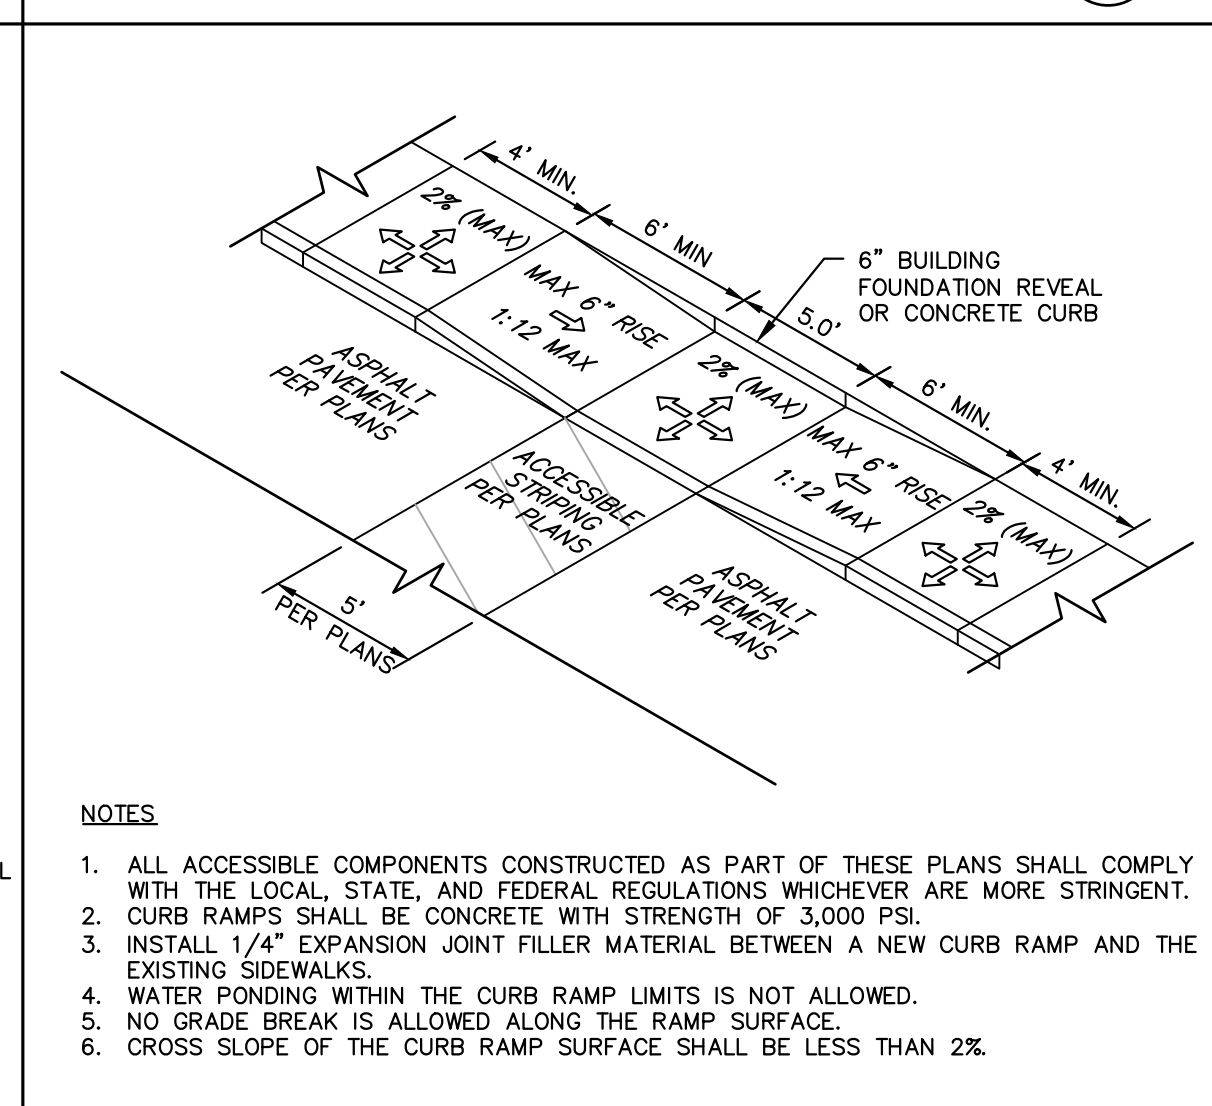 4' MIN.
6' MIN
5.0'
6' MIN.
4' MIN.
6" BUILDING
FOUNDATION REVEAL
OR CONCRETE CURB
2% (MAX)
MAX 6" RISE
1:12 MAX
2% (MAX)
MAX 6" RISE
1:12 MAX
2% (MAX)
ASPHALT
PAVEMENT
PER PLANS
ACCESSIBLE
STRIPING
PER PLANS
ASPHALT
PAVEMENT
PER PLANS
5'
PER PLANS
NOTES
L
1. ALL ACCESSIBLE COMPONENTS CONSTRUCTED AS PART OF THESE PLANS SHALL COMPLY
WITH THE LOCAL, STATE, AND FEDERAL REGULATIONS WHICHEVER ARE MORE STRINGENT.
2. CURB RAMPS SHALL BE CONCRETE WITH STRENGTH OF 3,000 PSI.
3. INSTALL 1/4" EXPANSION JOINT FILLER MATERIAL BETWEEN A NEW CURB RAMP AND THE
EXISTING SIDEWALKS.
4. WATER PONDING WITHIN THE CURB RAMP LIMITS IS NOT ALLOWED.
5. NO GRADE BREAK IS ALLOWED ALONG THE RAMP SURFACE.
6. CROSS SLOPE OF THE CURB RAMP SURFACE SHALL BE LESS THAN 2%.